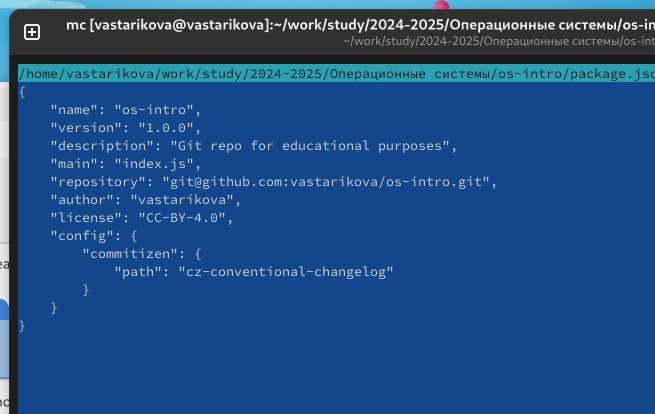 mc [vastarikova@vastarikova]:~/work/study/2024-2025/Операционные системы/os-in
~/work/study/2024-2025/Операционные системы/os-int
/home/vastarikova/work/study/2024-2025/Операционные системы/os-intro/package.jso
{
    "name": "os-intro",
    "version": "1.0.0",
    "description": "Git repo for educational purposes",
    "main": "index.js",
    "repository": "git@github.com:vastarikova/os-intro.git",
    "author": "vastarikova",
    "license": "CC-BY-4.0",
    "config": {
        "commitizen": {
            "path": "cz-conventional-changelog"
        }
    }
}